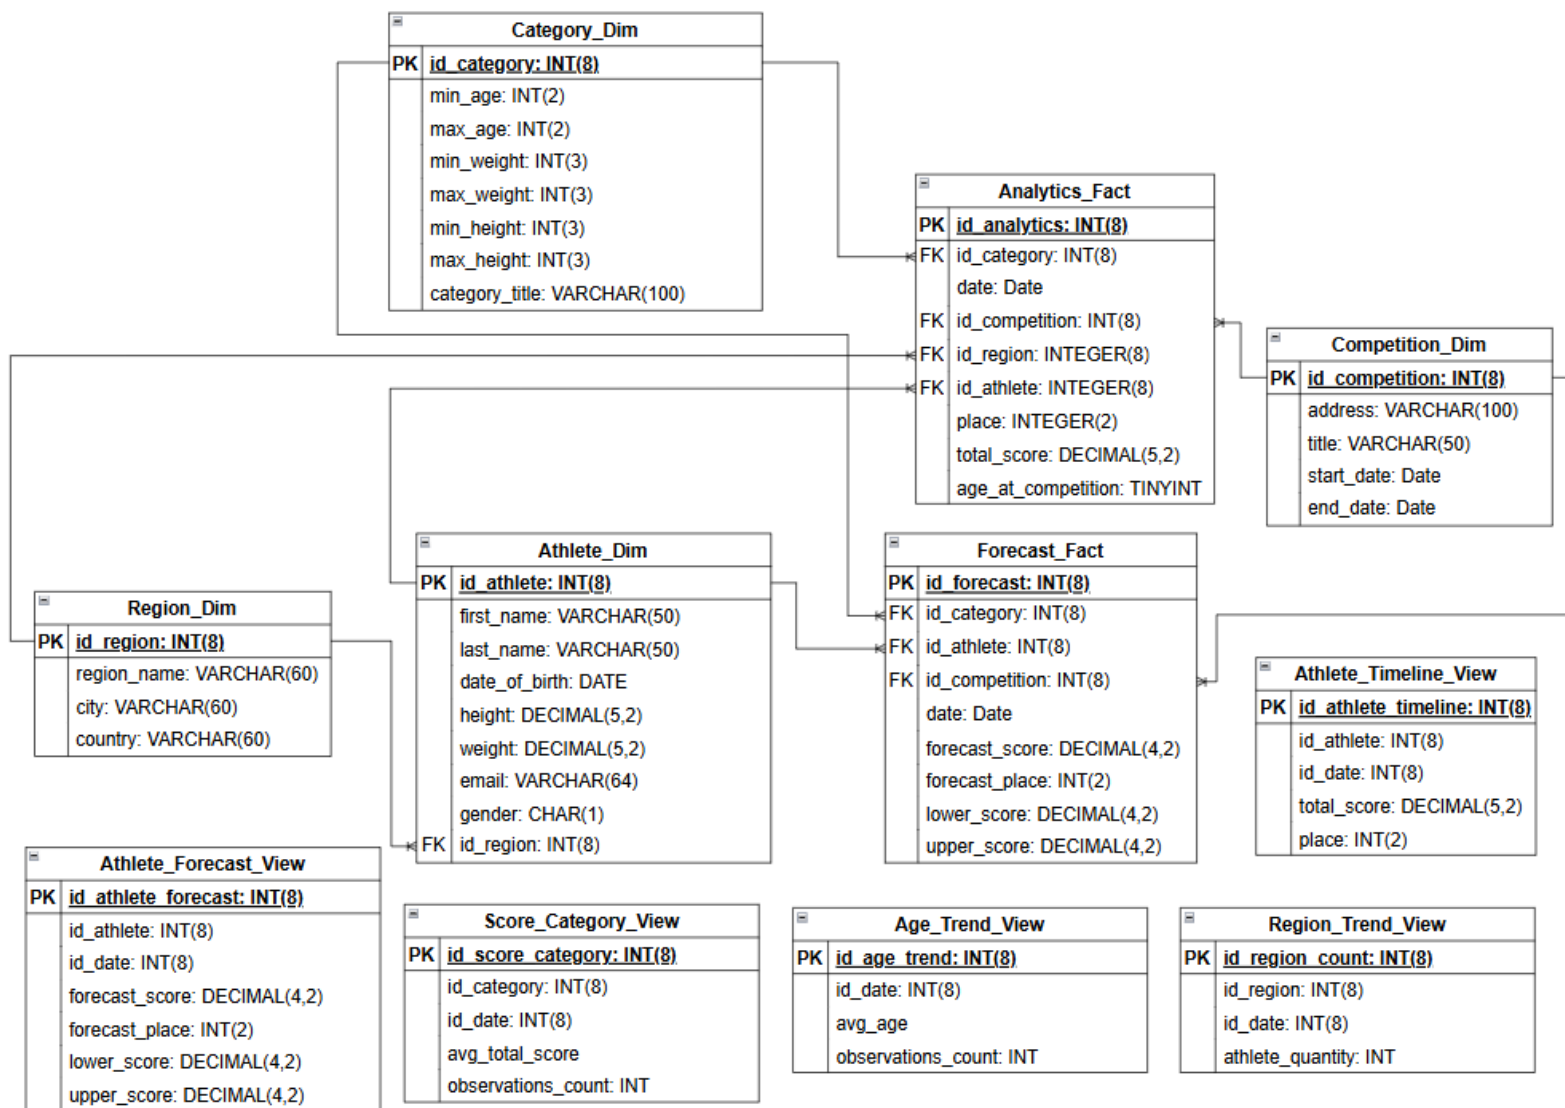 Category_Dim
PK id_category: INT(8)
min_age: INT(2)
max_age: INT(2)
min_weight: INT(3)
max_weight: INT(3)
min_height: INT(3)
max_height: INT(3)
category_title: VARCHAR(100)
Analytics_Fact
PK id_analytics: INT(8)
FK id_category: INT(8)
date: Date
FK id_competition: INT(8)
FK id_region: INTEGER(8)
FK id_athlete: INTEGER(8)
place: INTEGER(2)
total_score: DECIMAL(5,2)
age_at_competition: TINYINT
Competition_Dim
PK id_competition: INT(8)
address: VARCHAR(100)
title: VARCHAR(50)
start_date: Date
end_date: Date
Athlete_Dim
PK id_athlete: INT(8)
first_name: VARCHAR(50)
last_name: VARCHAR(50)
date_of_birth: DATE
height: DECIMAL(5,2)
weight: DECIMAL(5,2)
email: VARCHAR(64)
gender: CHAR(1)
FK id_region: INT(8)
Forecast_Fact
PK id_forecast: INT(8)
FK id_category: INT(8)
FK id_athlete: INT(8)
FK id_competition: INT(8)
date: Date
forecast_score: DECIMAL(4,2)
forecast_place: INT(2)
lower_score: DECIMAL(4,2)
upper_score: DECIMAL(4,2)
Region_Dim
PK id_region: INT(8)
region_name: VARCHAR(60)
city: VARCHAR(60)
country: VARCHAR(60)
Athlete_Timeline_View
PK id_athlete_timeline: INT(8)
id_athlete: INT(8)
id_date: INT(8)
total_score: DECIMAL(5,2)
place: INT(2)
Athlete_Forecast_View
PK id_athlete_forecast: INT(8)
id_athlete: INT(8)
id_date: INT(8)
forecast_score: DECIMAL(4,2)
forecast_place: INT(2)
lower_score: DECIMAL(4,2)
upper_score: DECIMAL(4,2)
Score_Category_View
PK id_score_category: INT(8)
id_category: INT(8)
id_date: INT(8)
avg_total_score
observations_count: INT
Age_Trend_View
PK id_age_trend: INT(8)
id_date: INT(8)
avg_age
observations_count: INT
Region_Trend_View
PK id_region_count: INT(8)
id_region: INT(8)
id_date: INT(8)
athlete_quantity: INT